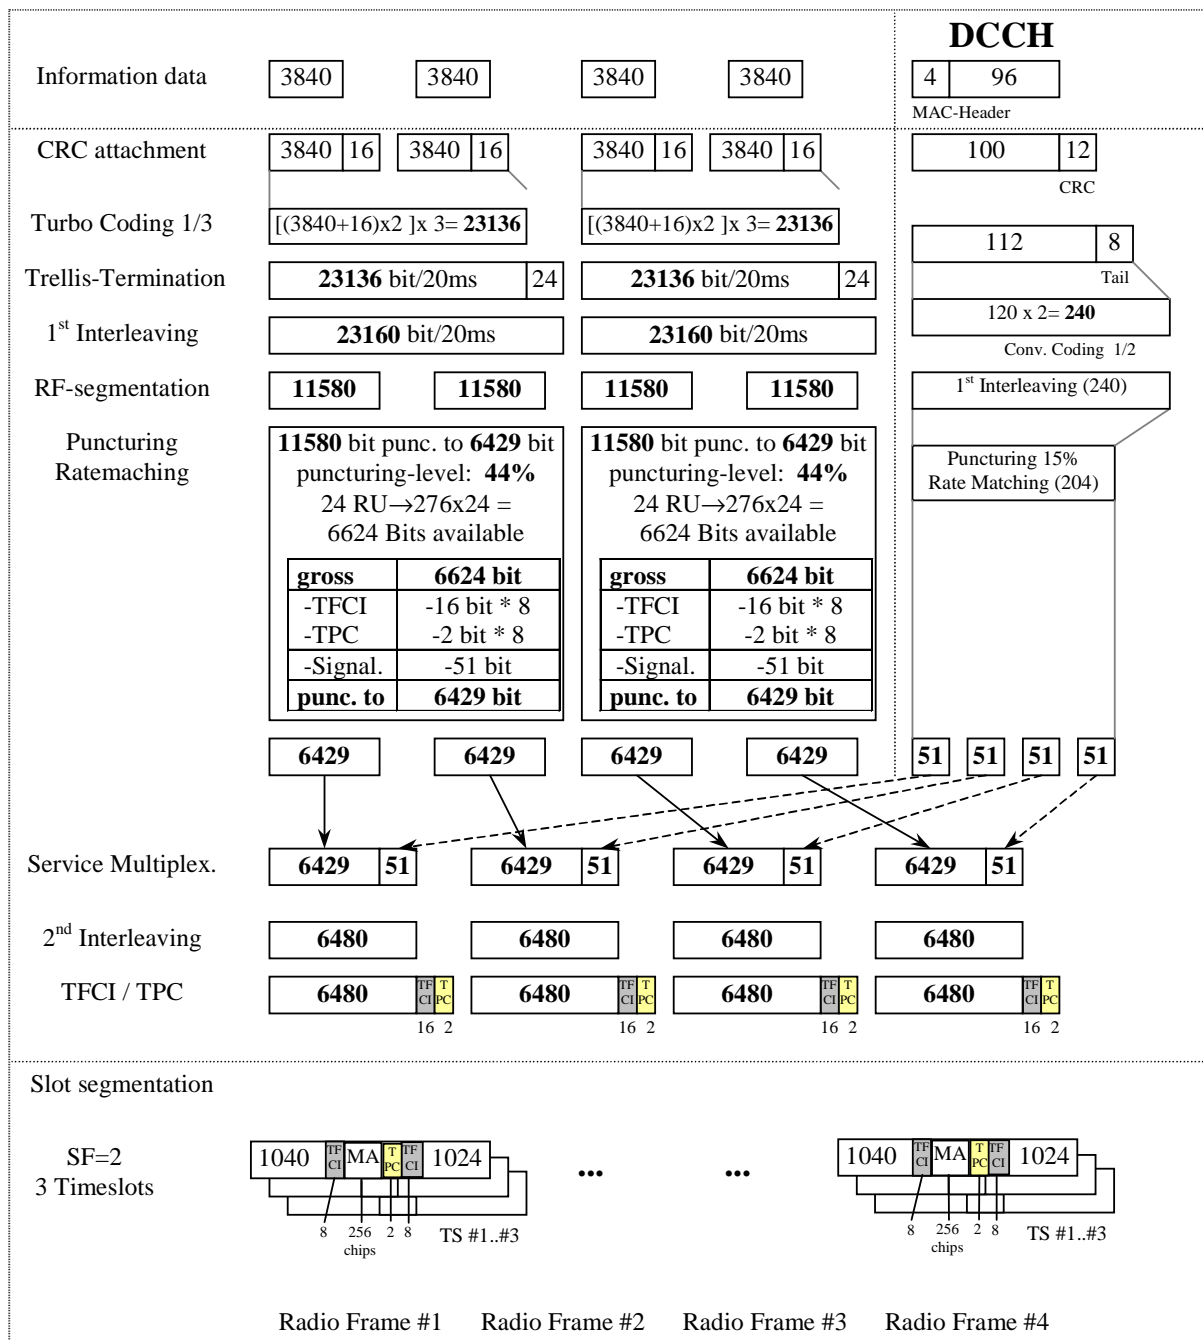 DCCH
Information data 3840 3840 3840 3840 4 96
MAC-Header
CRC attachment 3840 16 3840 16 3840 16 3840 16 100 12
CRC
Turbo Coding 1/3 [(3840+16)x2 ]x 3= 23136 [(3840+16)x2 ]x 3= 23136
112 8
Trellis-Termination 23136 bit/20ms 24 23136 bit/20ms 24
Tail
120 x 2= 240
1st Interleaving 23160 bit/20ms 23160 bit/20ms
Conv. Coding 1/2
RF-segmentation 11580 11580 11580 11580 1st Interleaving (240)
Puncturing 11580 bit punc. to 6429 bit 11580 bit punc. to 6429 bit
Ratemaching puncturing-level: 44% puncturing-level: 44%
Puncturing 15%
Rate Matching (204)
24 RU→276x24 = 24 RU→276x24 =
6624 Bits available 6624 Bits available
gross 6624 bit gross 6624 bit
-TFCI -16 bit * 8 -TFCI -16 bit * 8
-TPC -2 bit * 8 -TPC -2 bit * 8
-Signal. -51 bit -Signal. -51 bit
punc. to 6429 bit punc. to 6429 bit
6429 6429 6429 6429 51 51 51 51
Service Multiplex. 6429 51 6429 51 6429 51 6429 51
2nd Interleaving 6480 6480 6480 6480
TFCI / TPC 6480 TF CI T PC 6480 TF CI T PC 6480 TF CI T PC 6480 TF CI T PC
16 2 16 2 16 2 16 2
Slot segmentation
SF=2
3 Timeslots
1040 TF CI MA T PC TF CI 1024 ... ... 1040 TF CI MA T PC TF CI 1024
8 256 2 8 TS #1..#3 8 256 2 8 TS #1..#3
chips chips
Radio Frame #1 Radio Frame #2 Radio Frame #3 Radio Frame #4